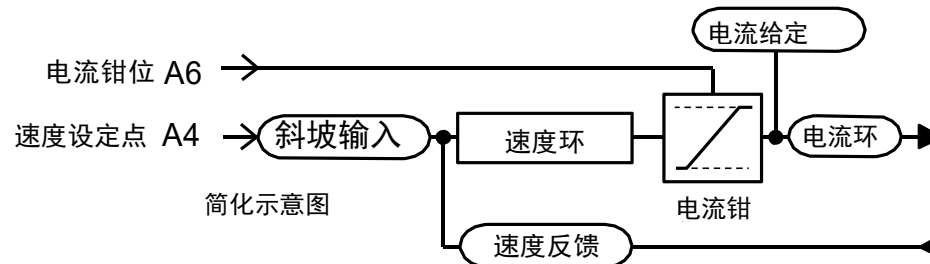 电流给定
电流钳位 A6
速度设定点 A4
斜坡输入
速度环
电流环
简化示意图
电流钳
速度反馈